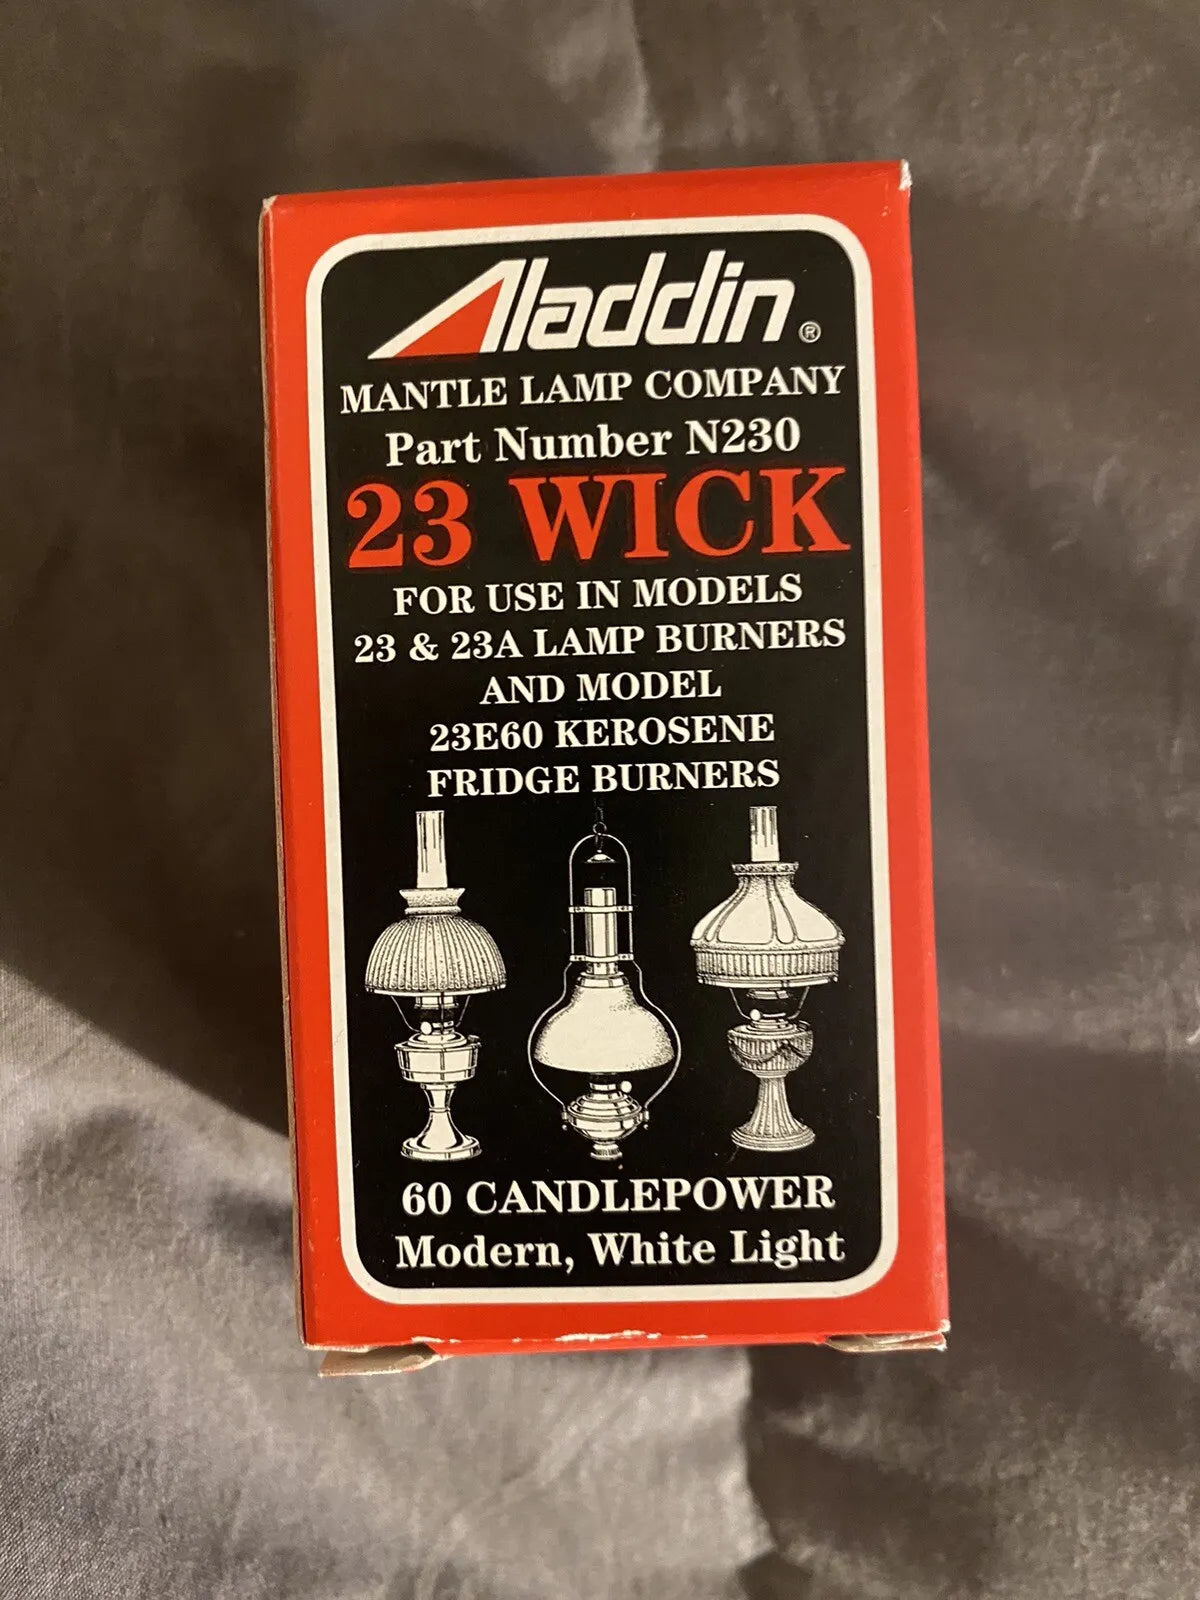 Aladdin®
MANTLE LAMP COMPANY
Part Number N230
23 WICK
FOR USE IN MODELS
23 & 23A LAMP BURNERS
AND MODEL
23E60 KEROSENE
FRIDGE BURNERS
60 CANDLEPOWER
Modern, White Light